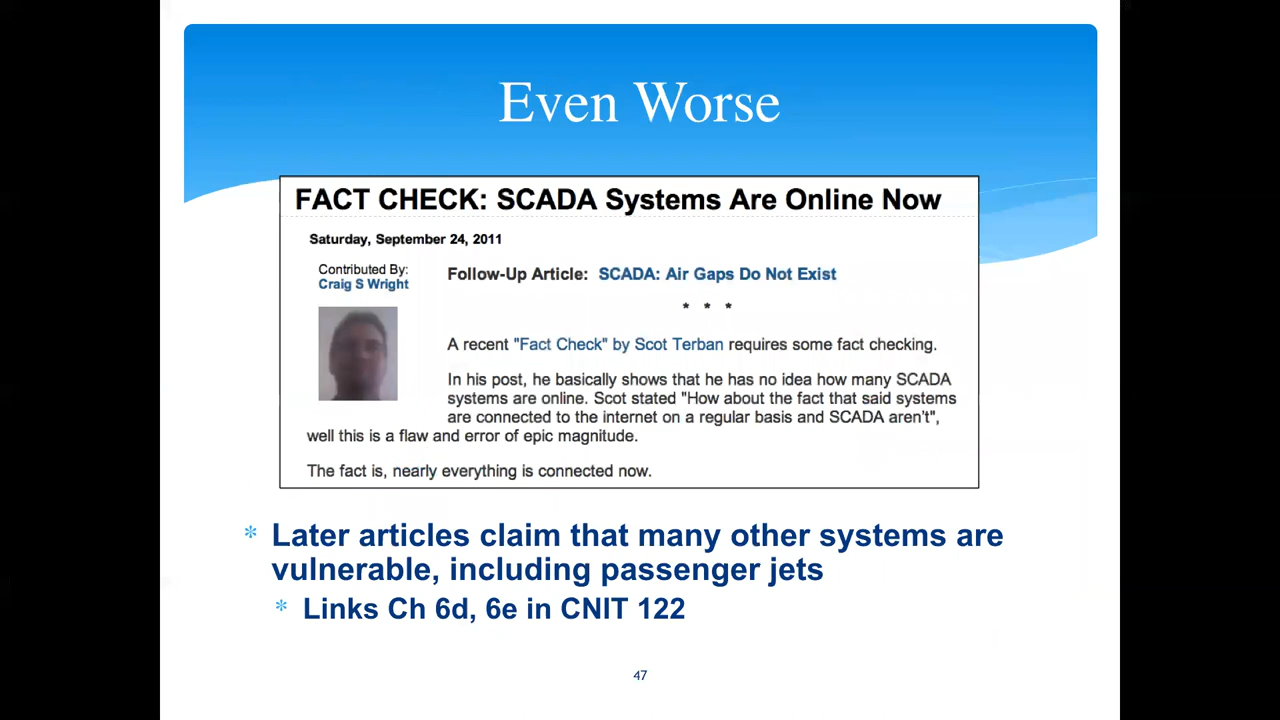 Even Worse
FACT CHECK: SCADA Systems Are Online Now
Saturday, September 24, 2011
Contributed By:
Craig S Wright
Follow-Up Article: SCADA: Air Gaps Do Not Exist
* * *
A recent "Fact Check" by Scot Terban requires some fact checking.
In his post, he basically shows that he has no idea how many SCADA
systems are online. Scot stated "How about the fact that said systems
are connected to the internet on a regular basis and SCADA aren't",
well this is a flaw and error of epic magnitude.
The fact is, nearly everything is connected now.
* Later articles claim that many other systems are
vulnerable, including passenger jets
* Links Ch 6d, 6e in CNIT 122
47